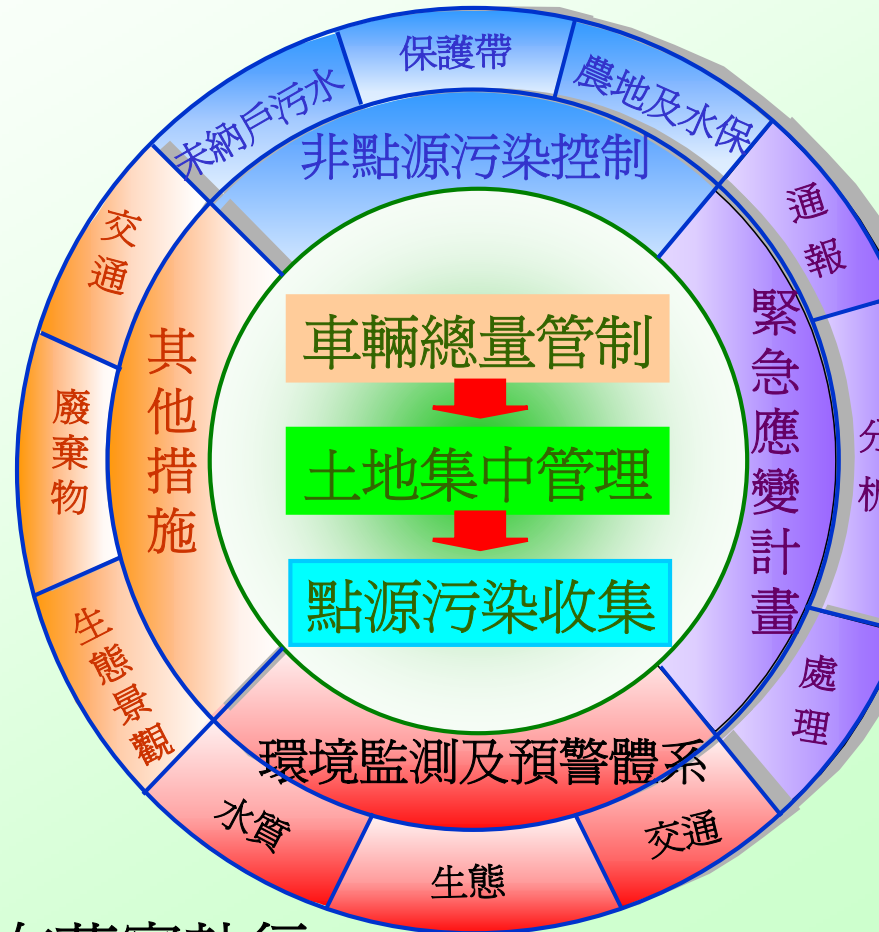 保護帶
未納戶污水
農地及水保
非點源污染控制
交通
通報
車輛總量管制
緊急應變計畫
其他措施
廢棄物
土地集中管理
點源污染收集
生態景觀
處理
環境監測及預警體系
水質
交通
生態